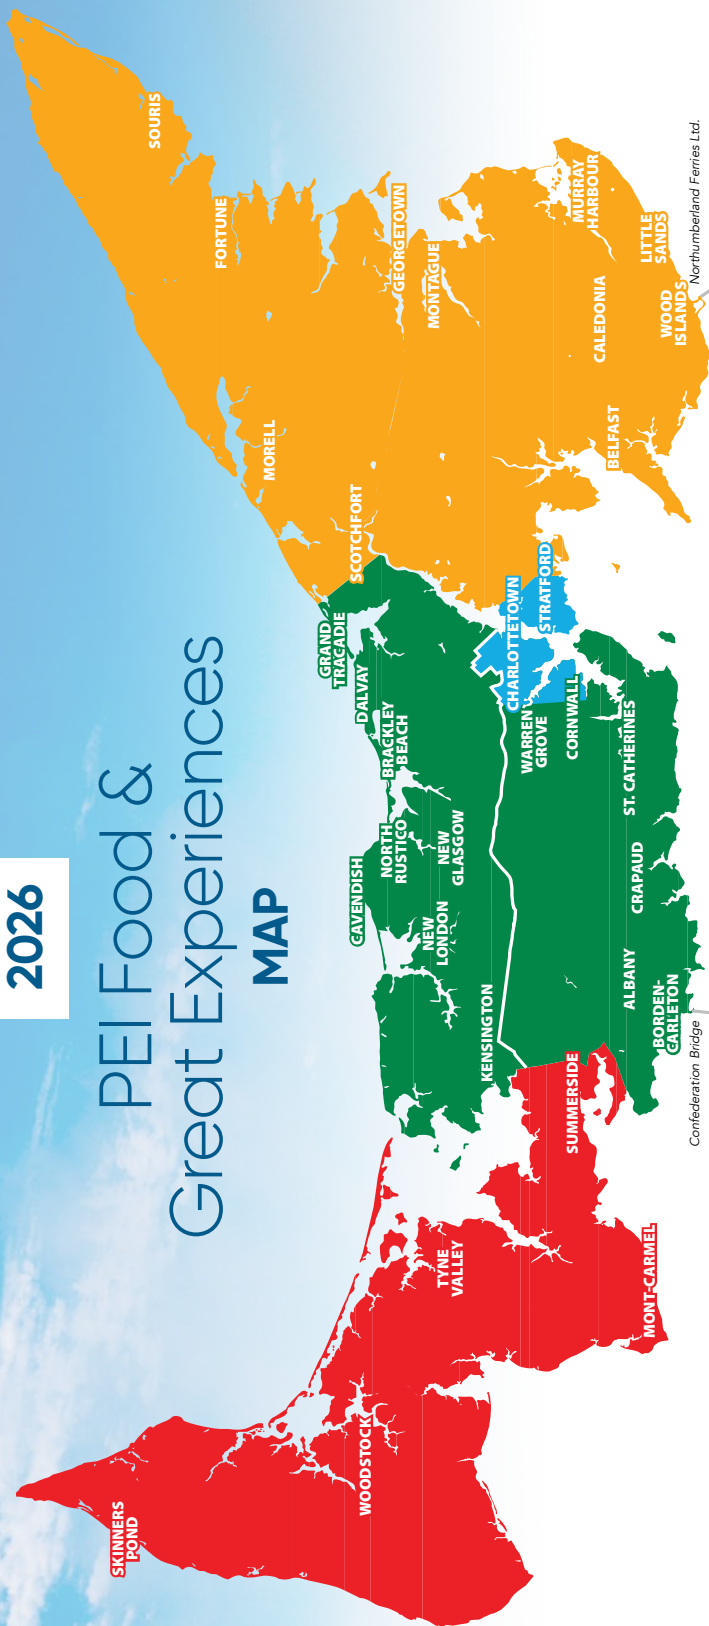 2026
PEI Food &
Great Experiences
MAP
SKINNERS
POND
WOODSTOCK
TYNE
VALLEY
MONT-CARMEL
SUMMERSIDE
KENSINGTON
BORDEN-
CARLETON
Confederation Bridge
ALBANY
NEW
LONDON
CAVENDISH
NORTH
RUSTICO
NEW
GLASGOW
CRAPAUD
BRACKLEY
BEACH
DALVAY
GRAND
TRACADIE
WARREN
GROVE
CORNWALL
ST. CATHERINES
CHARLOTTETOWN
STRATFORD
SCOTCHFORT
MORELL
BELFAST
CALEDONIA
WOOD
ISLANDS
Northumberland Ferries Ltd.
LITTLE
SANDS
MURRAY
HARBOUR
MONTAGUE
GEORGETOWN
FORTUNE
SOURIS